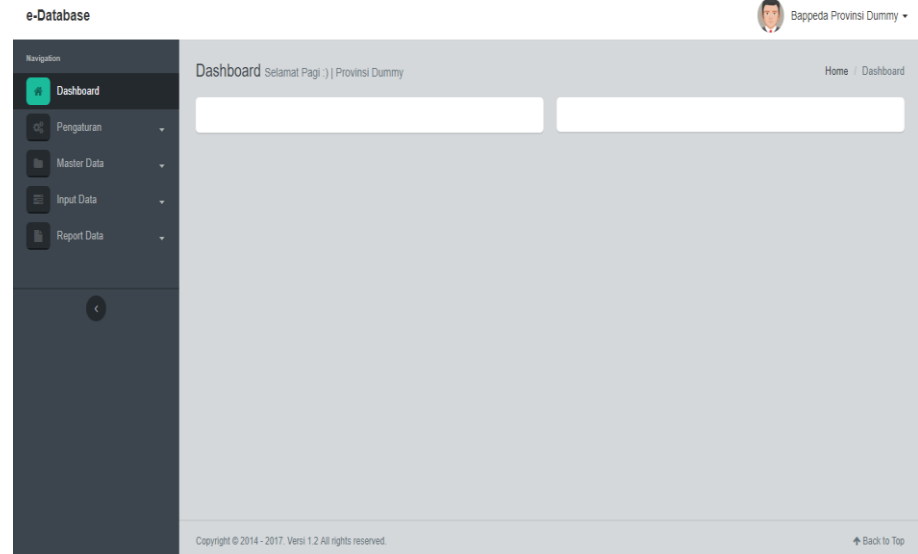 e-Database
Bappeda Provinsi Dummy
Navigation
Dashboard
Pengaturan
Master Data
Input Data
Report Data
Dashboard Selamat Pagi :) | Provinsi Dummy
Home / Dashboard
Copyright © 2014 - 2017. Versi 1.2 All rights reserved.
Back to Top